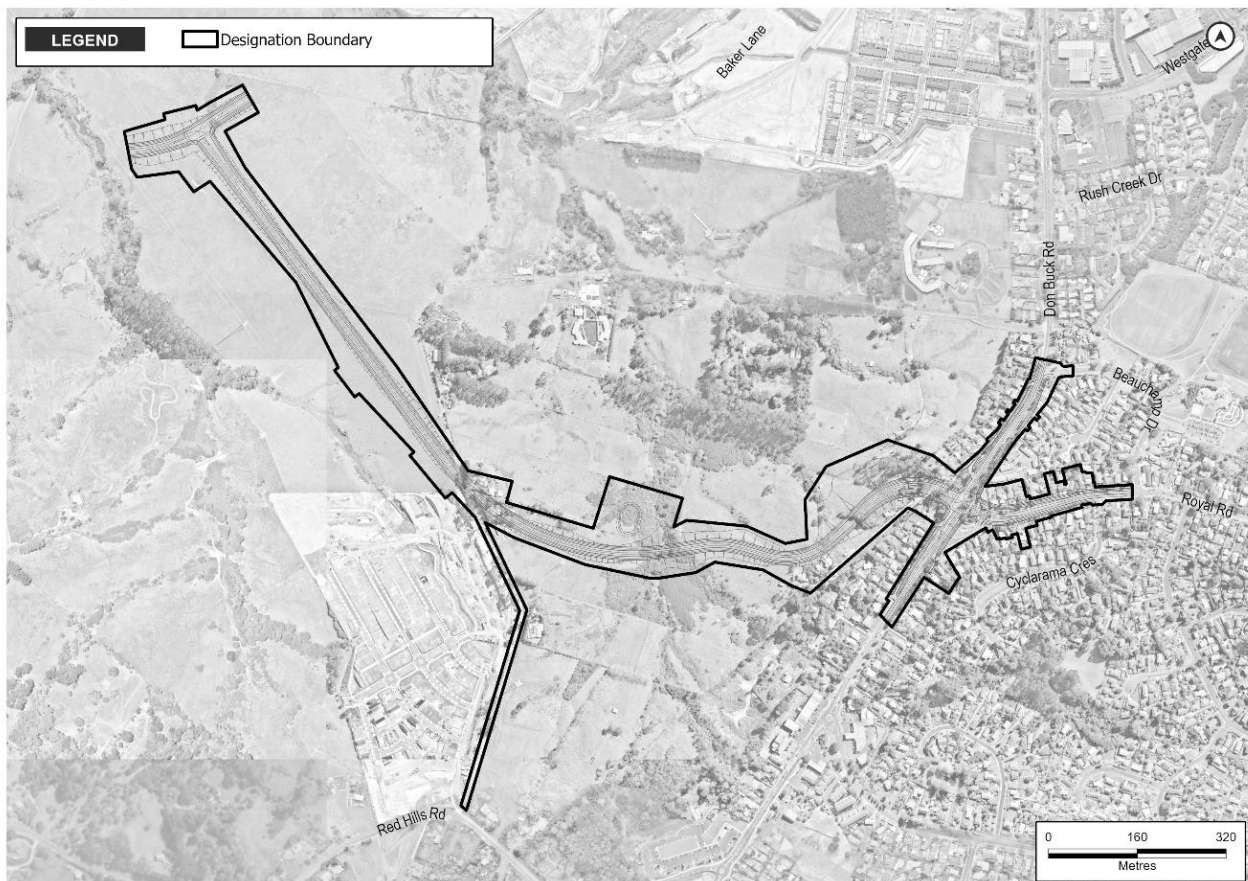 LEGEND
Designation Boundary
Baker Lane
Westgate
Rush Creek Dr
Don Buck Rd
Beauchamp Dr
Royal Rd
Cyclarama Cres
Red Hills Rd
0 160 320
Metres